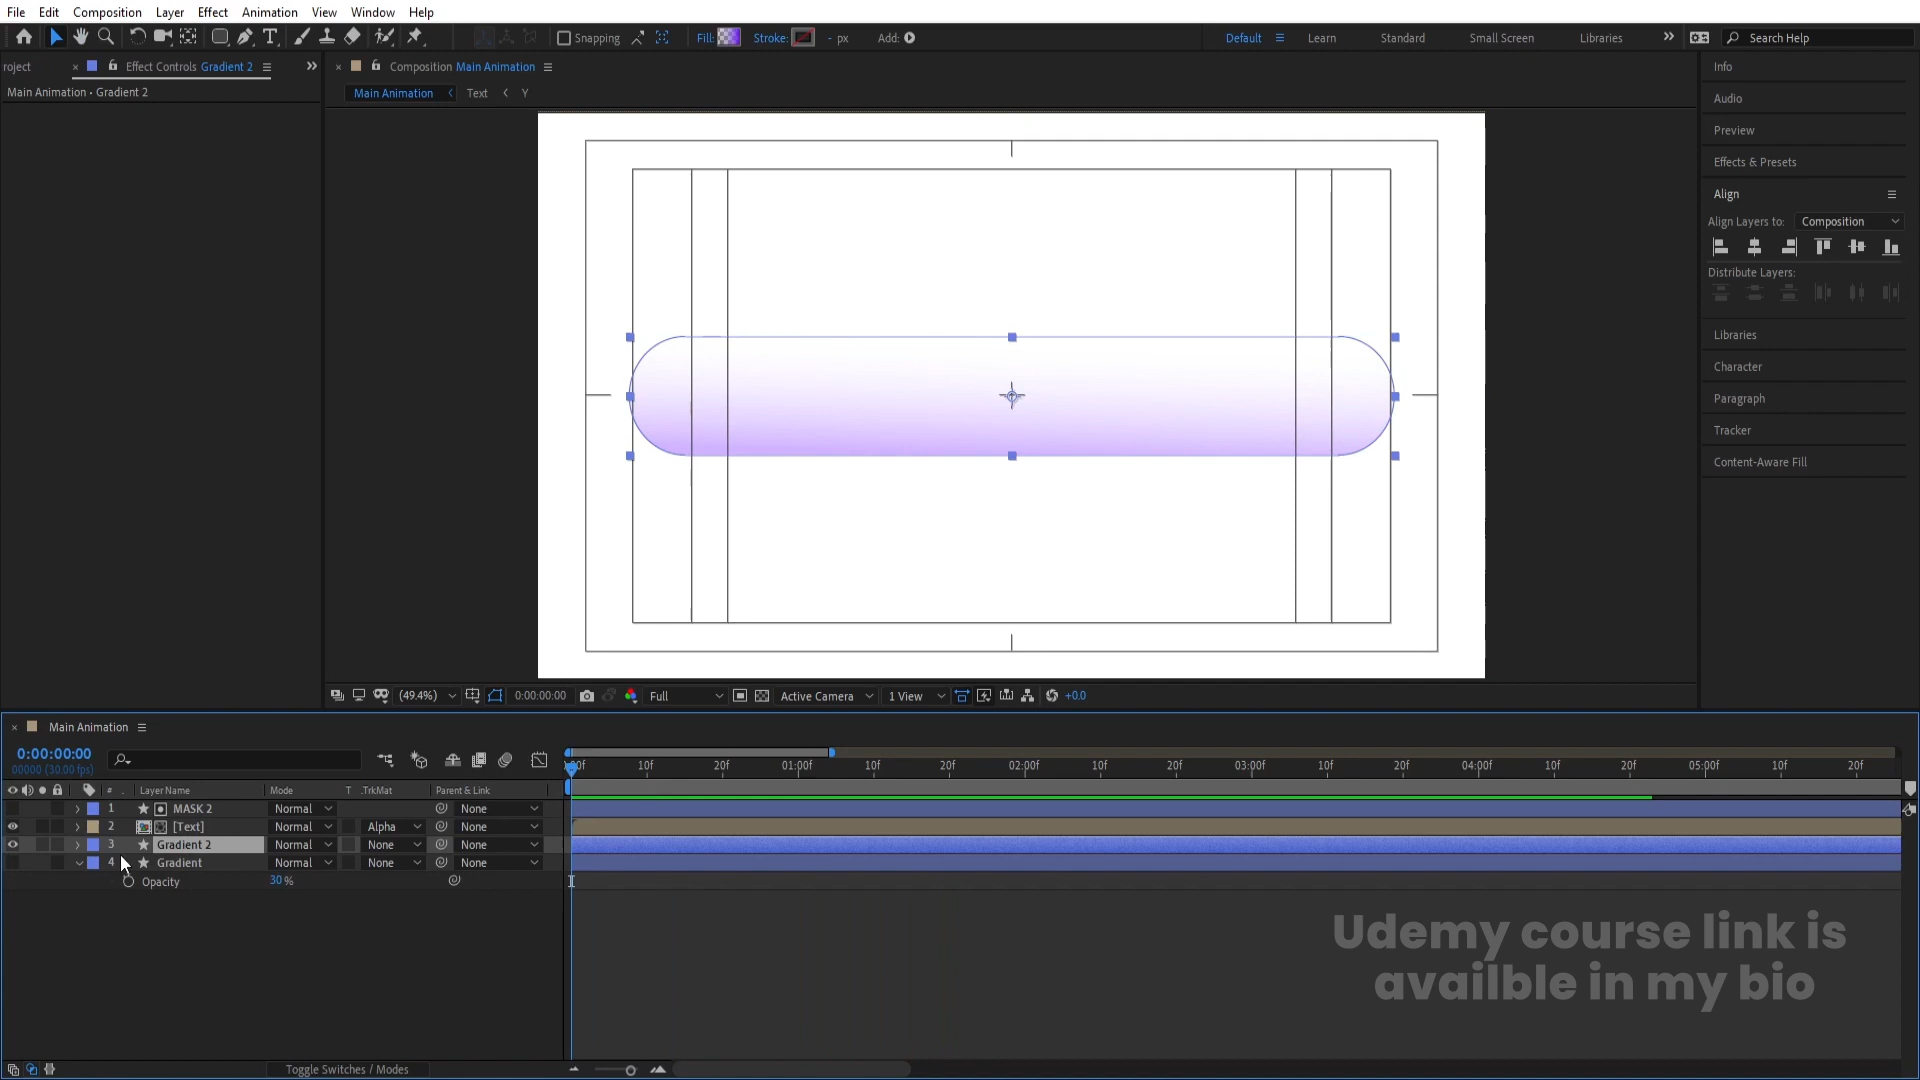 File Edit Composition Layer Effect Animation View Window Help
Snapping Fill: Stroke: - px Add: Default Learn Standard Small Screen Libraries Search Help
roject Effect Controls Gradient 2 Composition Main Animation Info
Main Animation • Gradient 2 Main Animation Text Y Audio
Preview
Effects & Presets
Align
Align Layers to: Composition
Distribute Layers:
Libraries
Character
Paragraph
Tracker
Content-Aware Fill
(49.4%) 0:00:00:00 Full Active Camera 1 View +0.0
Main Animation
0:00:00:00
00000 (30.00 fps)
:00f 10f 20f 01:00f 10f 20f 02:00f 10f 20f 03:00f 10f 20f 04:00f 10f 20f 05:00f 10f 20f
# Layer Name Mode T .TrkMat Parent & Link
1 MASK 2 Normal None
2 [Text] Normal Alpha None
3 Gradient 2 Normal None None
4 Gradient Normal None None
Opacity 30 %
Udemy course link is
availble in my bio
Toggle Switches / Modes